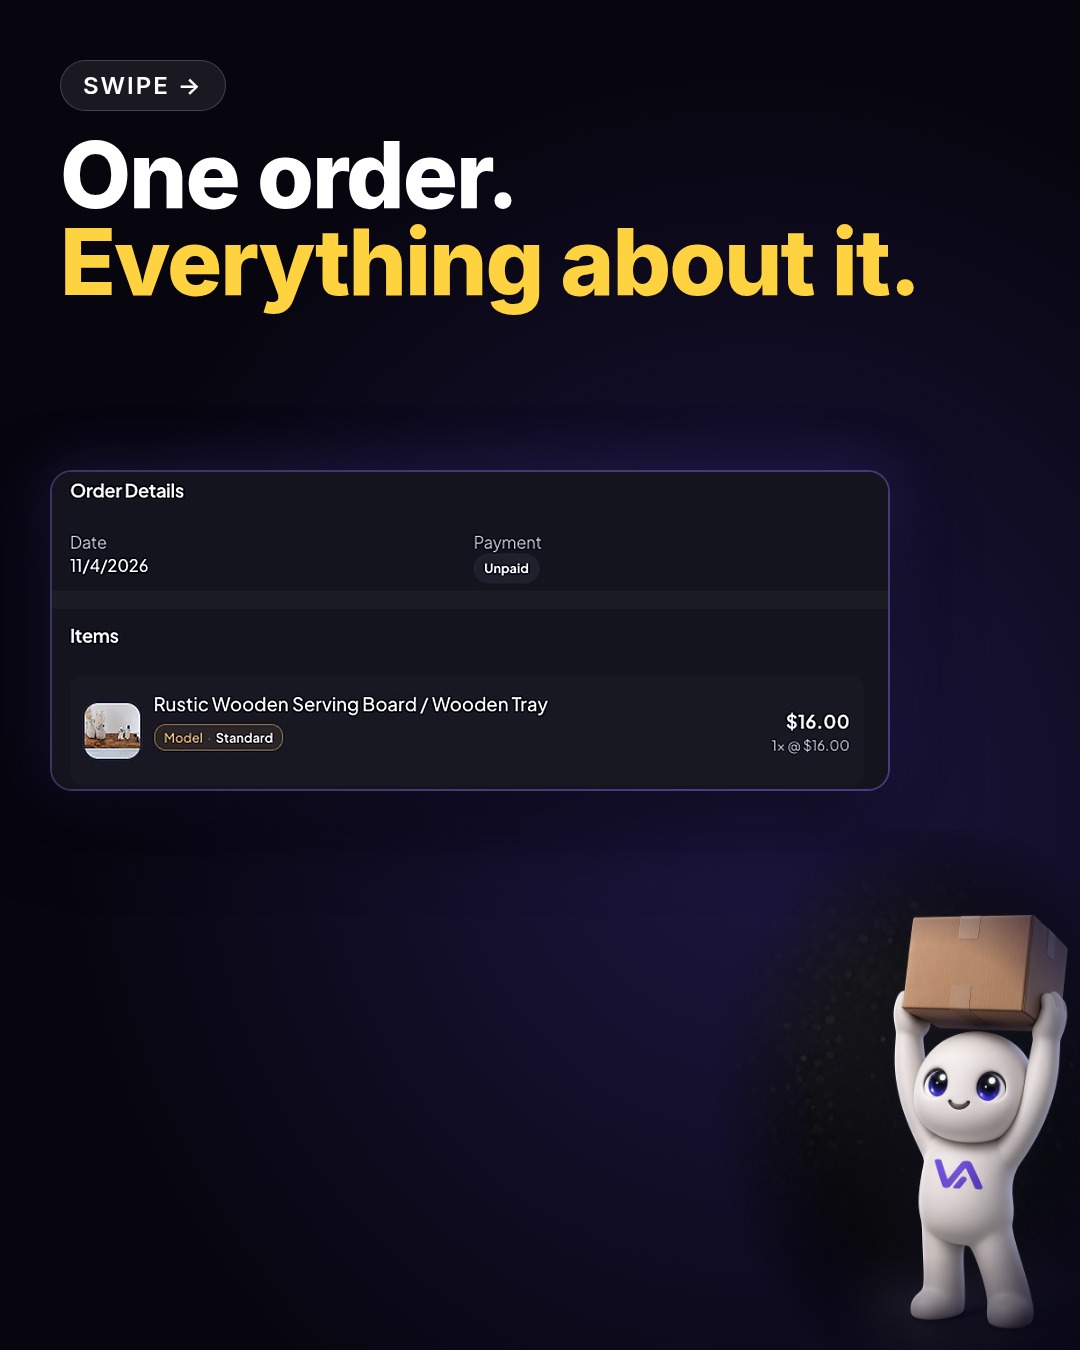 SWIPE →
One order.
Everything about it.
Order Details
Date
Payment
11/4/2026
Unpaid
Items
Rustic Wooden Serving Board / Wooden Tray
Model · Standard
$16.00
1x @ $16.00
VA